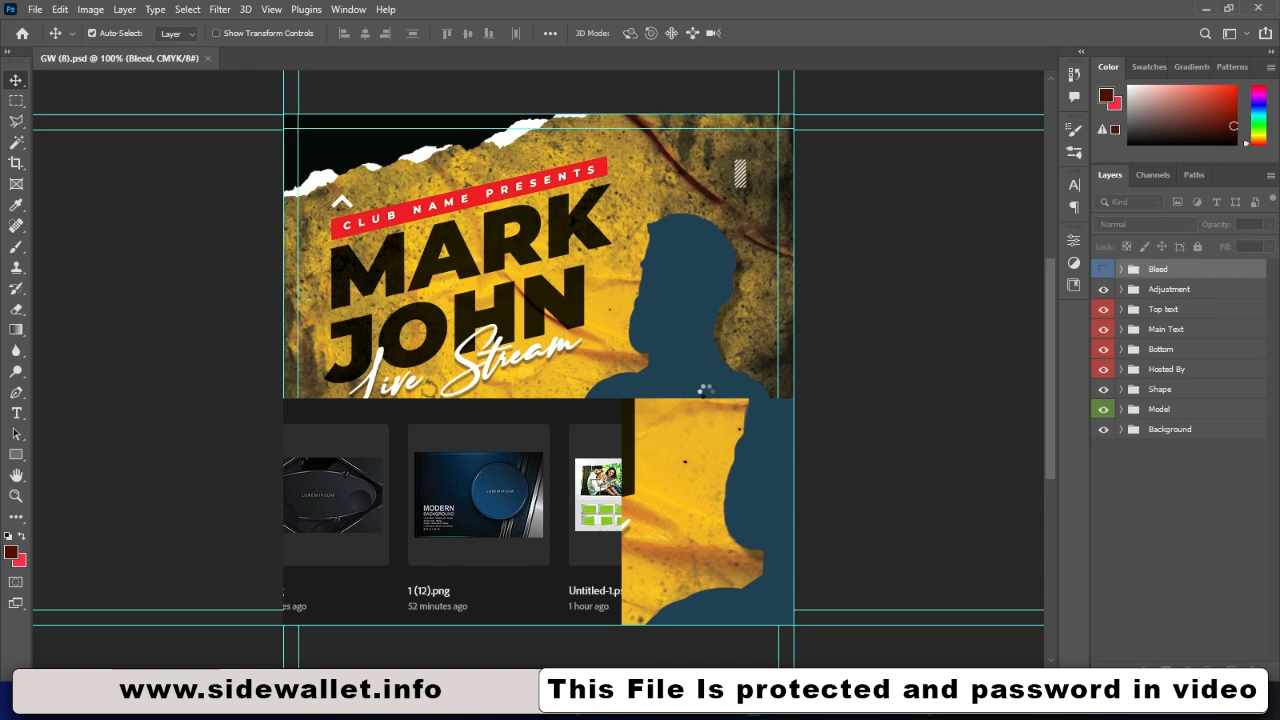 File Edit Image Layer Type Select Filter 3D View Plugins Window Help
Auto-Select: Layer Show Transform Controls 3D Mode:
GW (8).psd @ 100% (Bleed, CMYK/8#)
Color Swatches Gradients Patterns
Layers Channels Paths
Kind
Normal Opacity:
Lock: Fill:
Bleed
Adjustment
Top text
Main Text
Bottom
Hosted By
Shape
Model
Background
CLUB NAME PRESENTS
MARK
JOHN
Live Stream
LOREM IPSUM
LOREM IPSUM
MODERN
BACKGROUND
DESIGN
1 (12).png
Untitled-1.ps
es ago
52 minutes ago
1 hour ago
www.sidewallet.info
This File Is protected and password in video